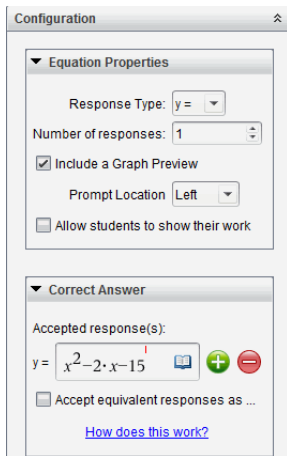 Configuration
Equation Properties
Response Type: y =
Number of responses: 1
Include a Graph Preview
Prompt Location Left
Allow students to show their work
Correct Answer
Accepted response(s):
y = x²−2·x−15
Accept equivalent responses as ...
How does this work?